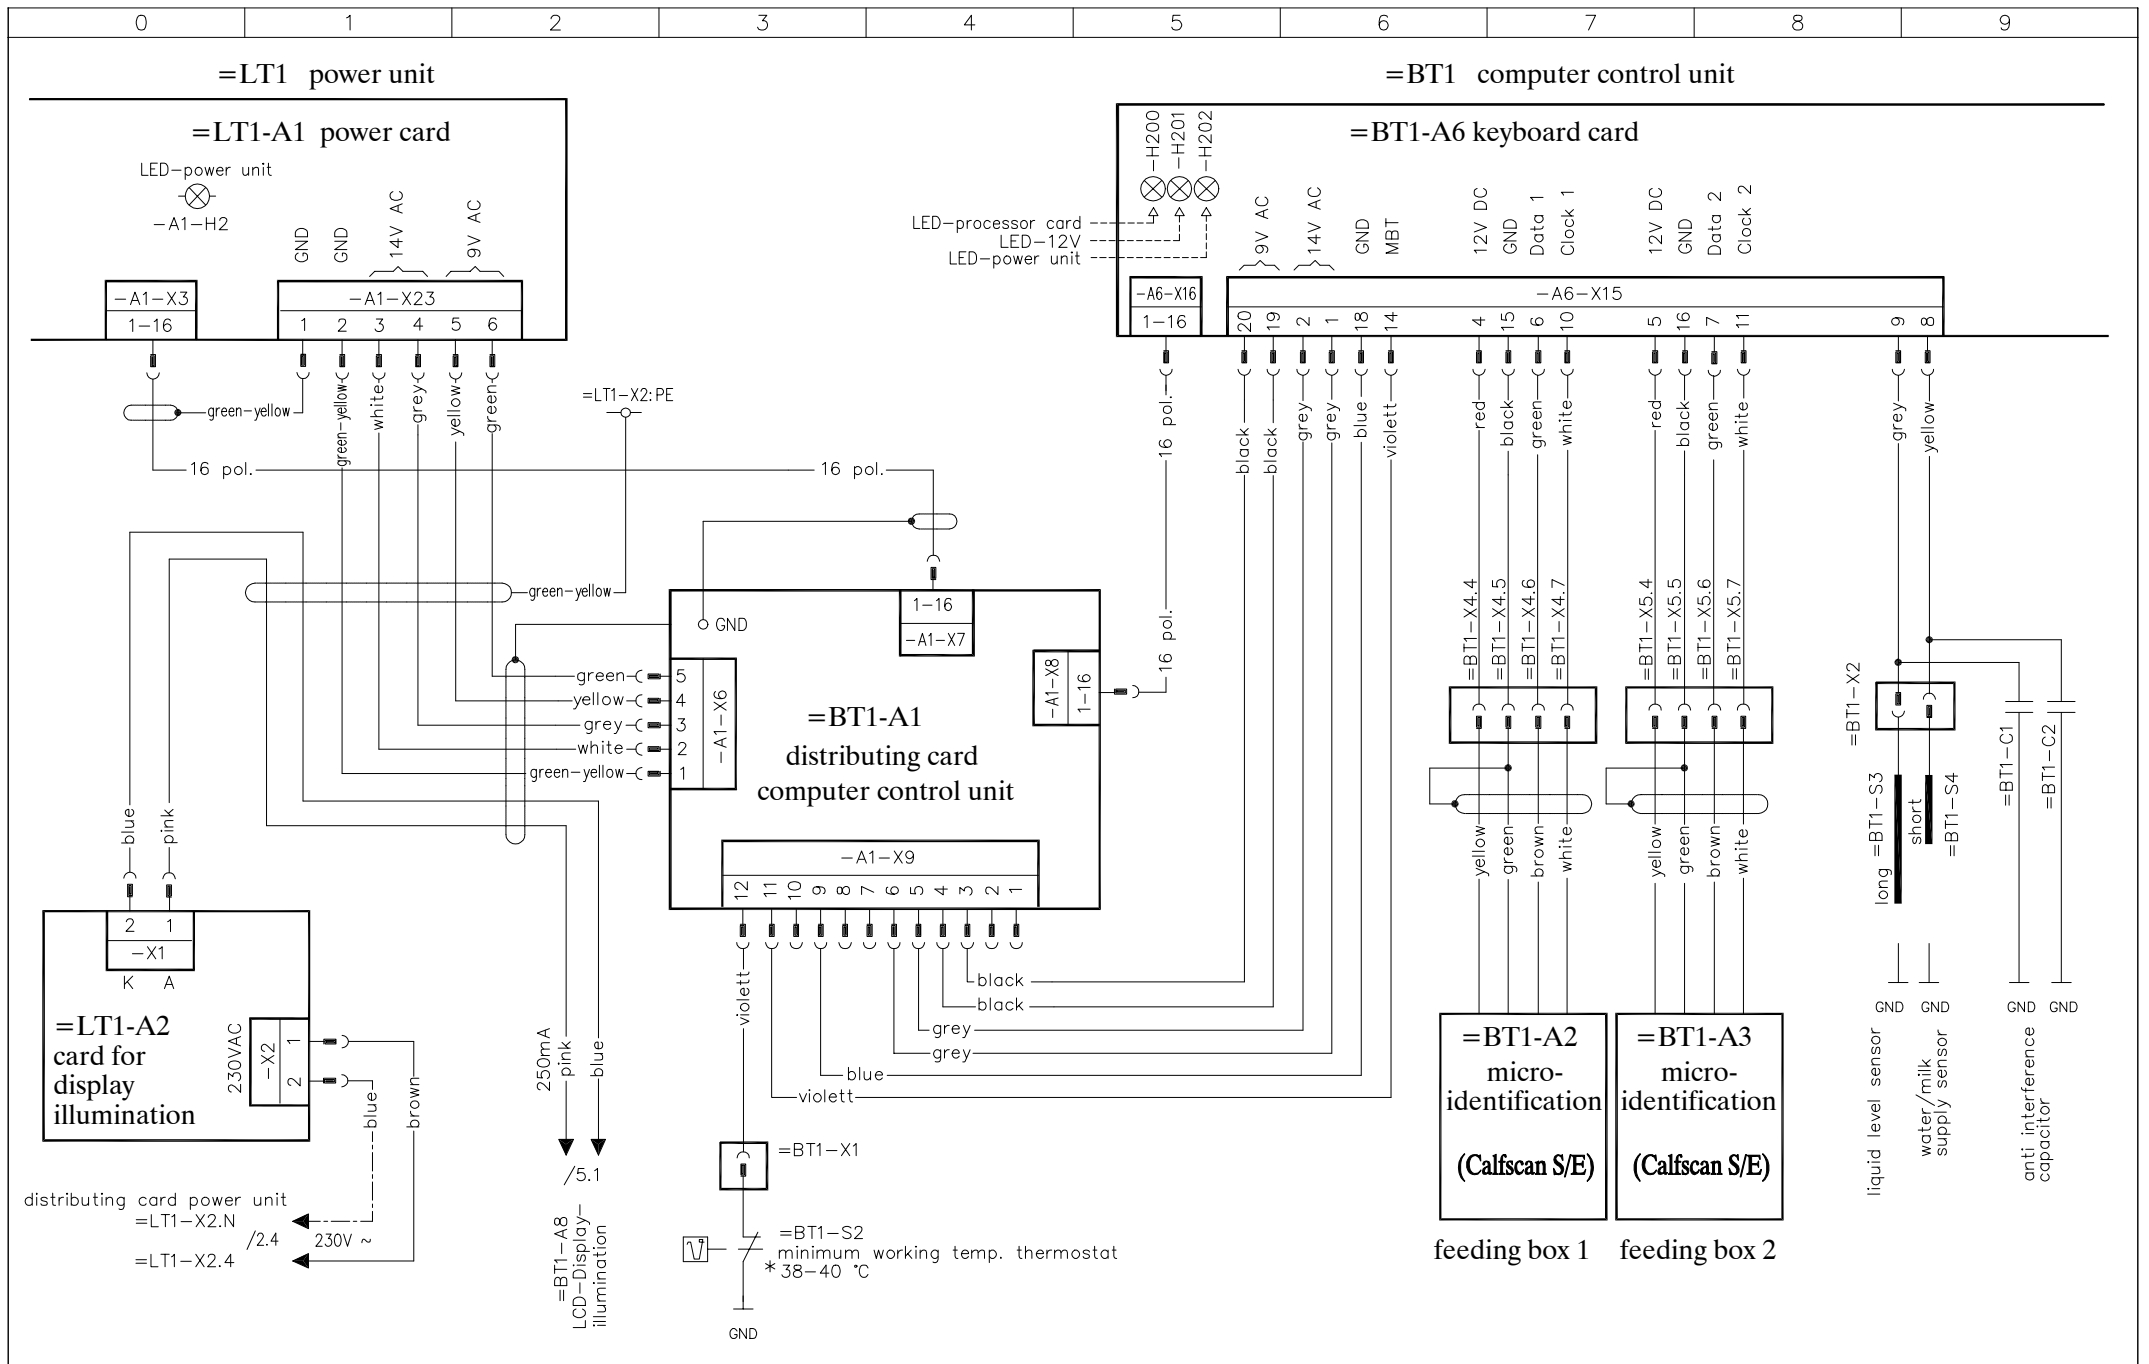 0 1 2 3 4 5 6 7 8 9
=LT1 power unit
=LT1-A1 power card
LED-power unit
-A1-H2
GND
GND
14V AC
9V AC
-A1-X3
1-16
-A1-X23
1 2 3 4 5 6
green-yellow
green-yellow
white
grey
yellow
green
=LT1-X2:PE
16 pol.
16 pol.
green-yellow
=BT1 computer control unit
=BT1-A6 keyboard card
-H200
-H201
-H202
LED-processor card
LED-12V
LED-power unit
9V AC
14V AC
GND
MBT
12V DC
GND
Data 1
Clock 1
12V DC
GND
Data 2
Clock 2
-A6-X16
1-16
-A6-X15
20 19 2 1 18 14 4 15 6 10 5 16 7 11 9 8
16 pol.
black
black
grey
grey
blue
violett
red
black
green
white
red
black
green
white
grey
yellow
16 pol.
=BT1-X4.4
=BT1-X4.5
=BT1-X4.6
=BT1-X4.7
=BT1-X5.4
=BT1-X5.5
=BT1-X5.6
=BT1-X5.7
=BT1-X2
GND
1-16
-A1-X7
-A1-X8
1-16
green 5
yellow 4
grey 3
white 2
green-yellow 1
-A1-X6
=BT1-A1
distributing card
computer control unit
-A1-X9
12 11 10 9 8 7 6 5 4 3 2 1
violett
black
black
grey
grey
blue
violett
blue
pink
2 1
-X1
K A
=LT1-A2
card for
display
illumination
230VAC
-X2
1
2
blue
brown
distributing card power unit
=LT1-X2.N
/2.4
230V ~
=LT1-X2.4
250mA
pink
blue
/5.1
=BT1-A8
LCD-Display-
illumination
=BT1-X1
=BT1-S2
minimum working temp. thermostat
* 38-40 °C
GND
yellow
green
brown
white
yellow
green
brown
white
=BT1-A2
micro-
identification
(Calfscan S/E)
feeding box 1
=BT1-A3
micro-
identification
(Calfscan S/E)
feeding box 2
long =BT1-S3
short
=BT1-S4
=BT1-C1
=BT1-C2
GND
GND
GND
GND
liquid level sensor
water/milk
supply sensor
anti interference
capacitor